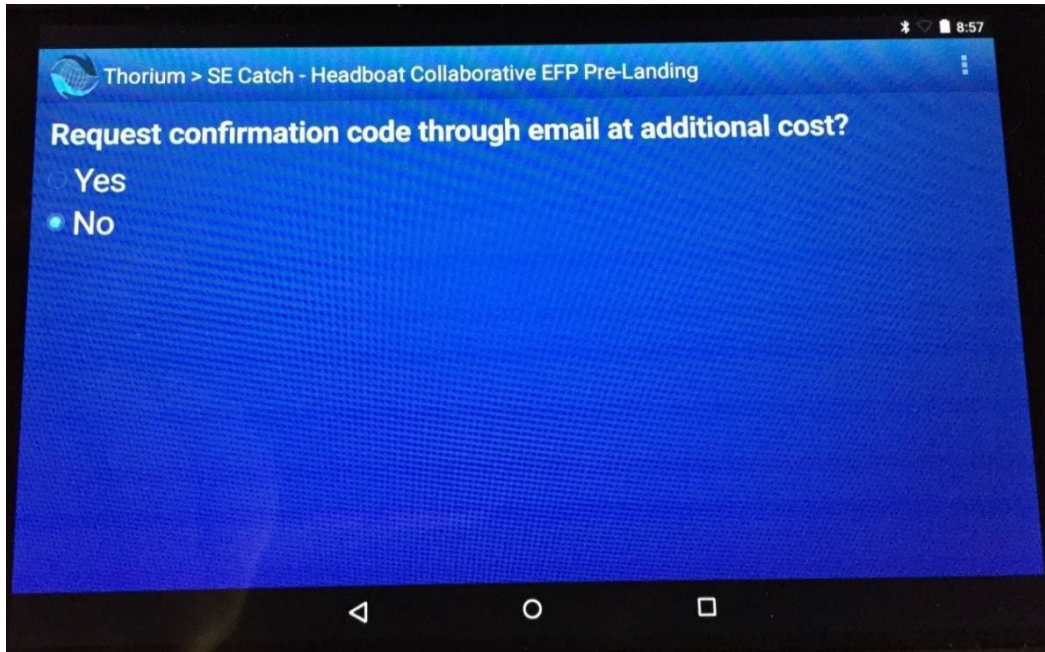 8:57
Thorium > SE Catch - Headboat Collaborative EFP Pre-Landing
Request confirmation code through email at additional cost?
Yes
No